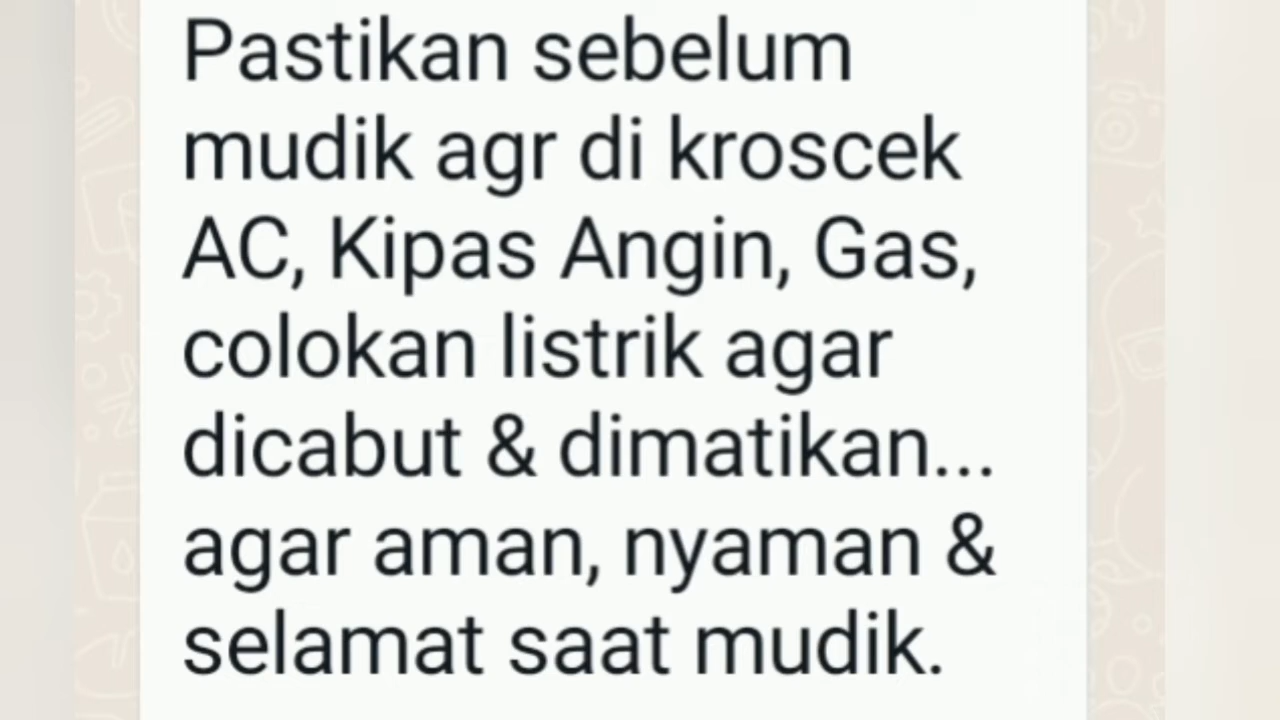 Pastikan sebelum
mudik agr di kroscek
AC, Kipas Angin, Gas,
colokan listrik agar
dicabut & dimatikan...
agar aman, nyaman &
selamat saat mudik.